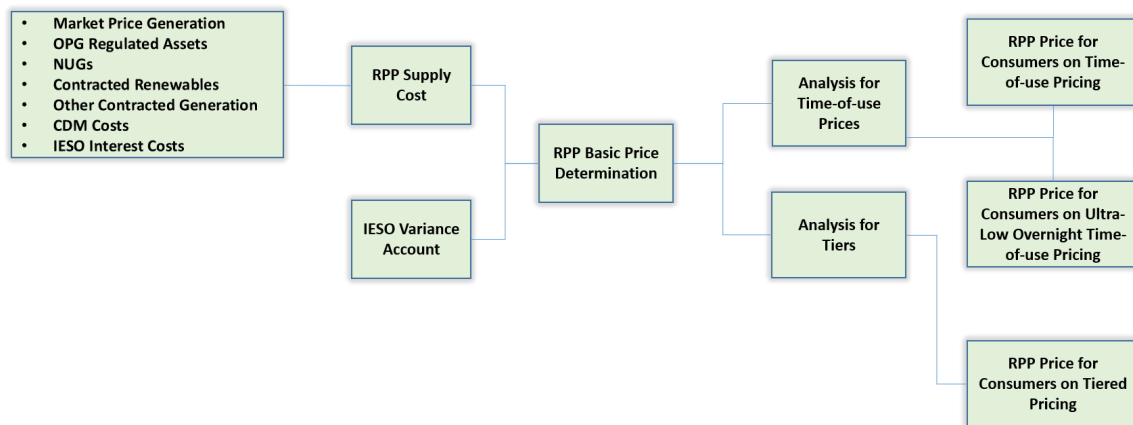 • Market Price Generation
• OPG Regulated Assets
• NUGs
• Contracted Renewables
• Other Contracted Generation
• CDM Costs
• IESO Interest Costs
RPP Supply
Cost
IESO Variance
Account
RPP Basic Price
Determination
Analysis for
Time-of-use
Prices
Analysis for
Tiers
RPP Price for
Consumers on Time-
of-use Pricing
RPP Price for
Consumers on Ultra-
Low Overnight Time-
of-use Pricing
RPP Price for
Consumers on Tiered
Pricing